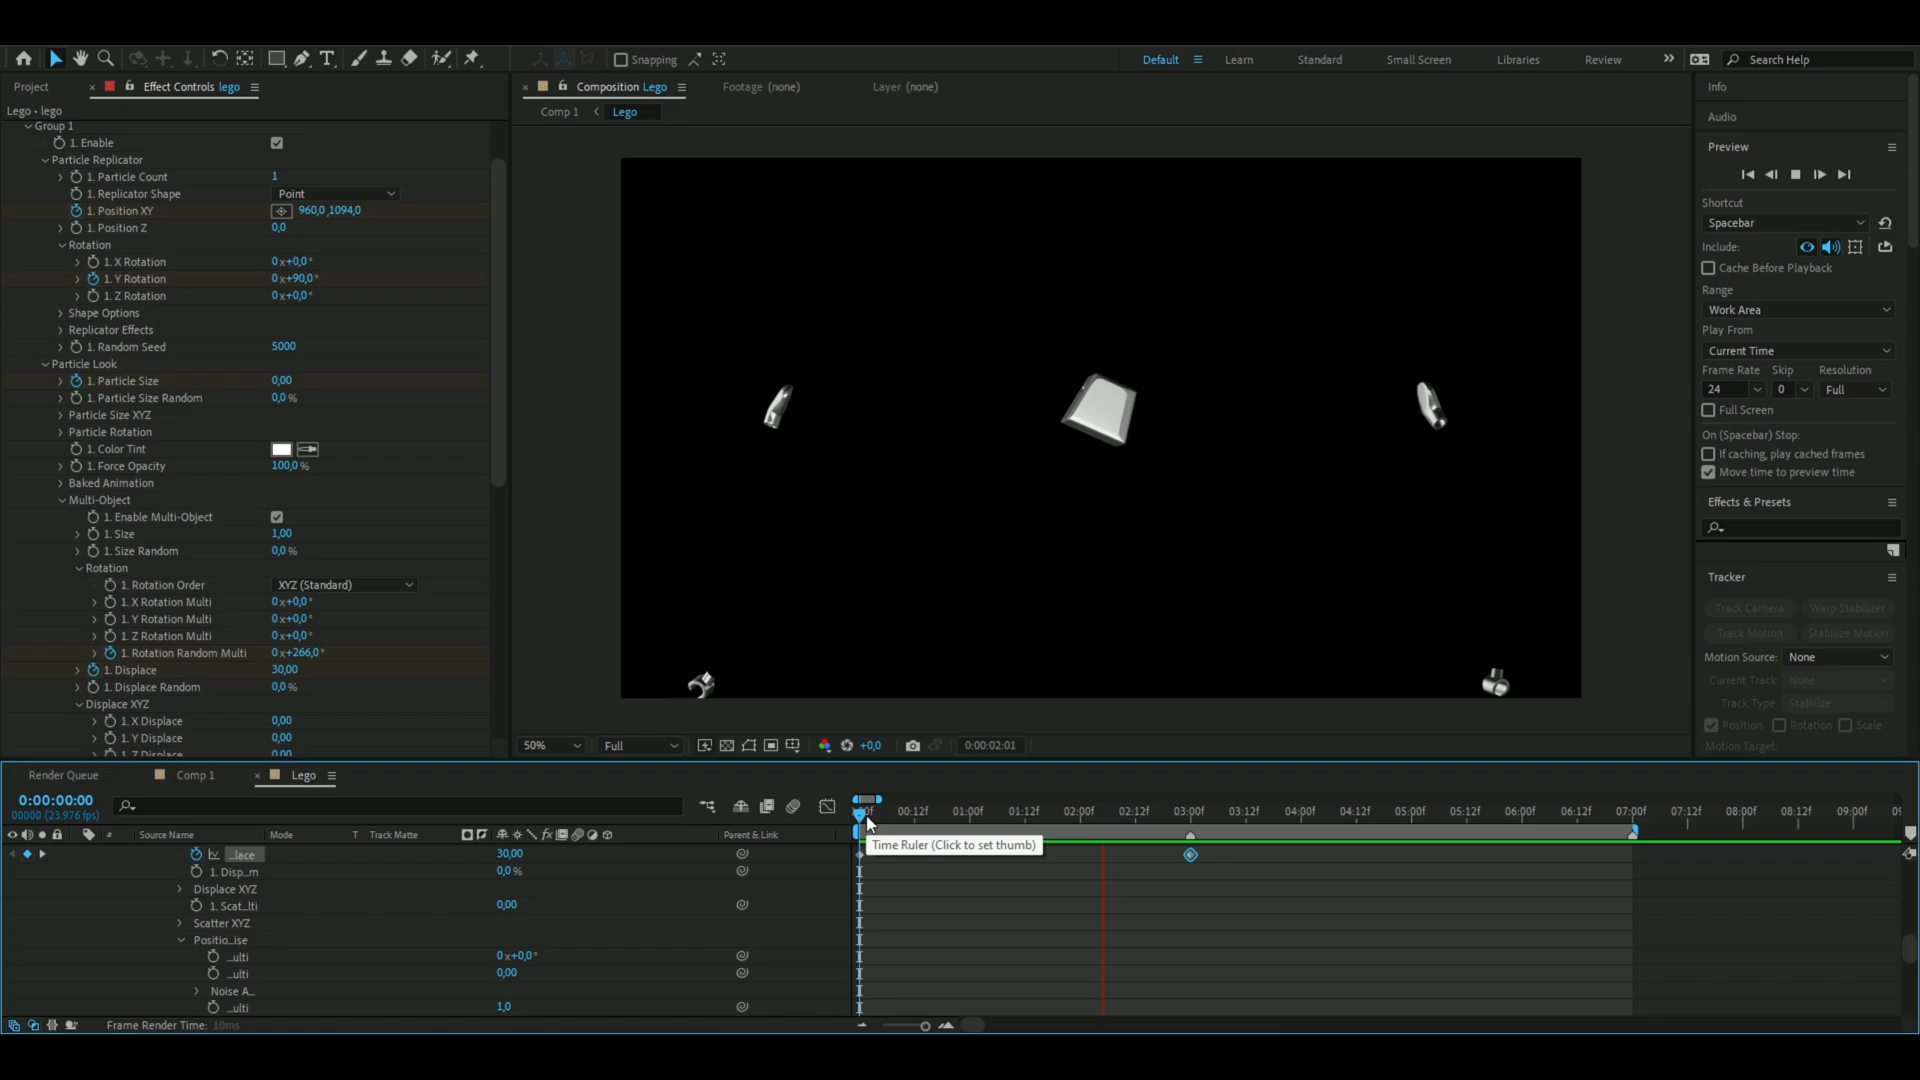 Snapping
Default
Learn
Standard
Small Screen
Libraries
Review
Search Help
Project
Effect Controls lego
Composition Lego
Footage (none)
Layer (none)
Info
Lego • lego
Comp 1
Lego
Audio
Group 1
1. Enable
Particle Replicator
1. Particle Count 1
1. Replicator Shape Point
1. Position XY 960,0 ,1094,0
1. Position Z 0,0
Rotation
1. X Rotation 0x+0,0°
1. Y Rotation 0x+90,0°
1. Z Rotation 0x+0,0°
Shape Options
Replicator Effects
1. Random Seed 5000
Particle Look
1. Particle Size 0,00
1. Particle Size Random 0,0 %
Particle Size XYZ
Particle Rotation
1. Color Tint
1. Force Opacity 100,0 %
Baked Animation
Multi-Object
1. Enable Multi-Object
1. Size 1,00
1. Size Random 0,0 %
Rotation
1. Rotation Order XYZ (Standard)
1. X Rotation Multi 0x+0,0°
1. Y Rotation Multi 0x+0,0°
1. Z Rotation Multi 0x+0,0°
1. Rotation Random Multi 0x+266,0°
1. Displace 30,00
1. Displace Random 0,0 %
Displace XYZ
1. X Displace 0,00
1. Y Displace 0,00
1. Z Displace 0,00
50%
Full
+0,0
0:00:02:01
Preview
Shortcut
Spacebar
Include:
Cache Before Playback
Range
Work Area
Play From
Current Time
Frame Rate Skip Resolution
24 0 Full
Full Screen
On (Spacebar) Stop:
If caching, play cached frames
Move time to preview time
Effects & Presets
Tracker
Track Camera Warp Stabilizer
Track Motion Stabilize Motion
Motion Source: None
Current Track: None
Track Type: Stabilize
Position Rotation Scale
Motion Target:
Render Queue
Comp 1
Lego
0:00:00:00
00000 (23.976 fps)
# Source Name Mode T Track Matte Parent & Link
:00f 00:12f 01:00f 01:12f 02:00f 02:12f 03:00f 03:12f 04:00f 04:12f 05:00f 05:12f 06:00f 06:12f 07:00f 07:12f 08:00f 08:12f 09:00f 09
Time Ruler (Click to set thumb)
...lace 30,00
1. Disp...m 0,0 %
Displace XYZ
1. Scat...lti 0,00
Scatter XYZ
Positio...ise
...ulti 0x+0,0°
...ulti 0,00
Noise A...
...ulti 1,0
Frame Render Time: 10ms